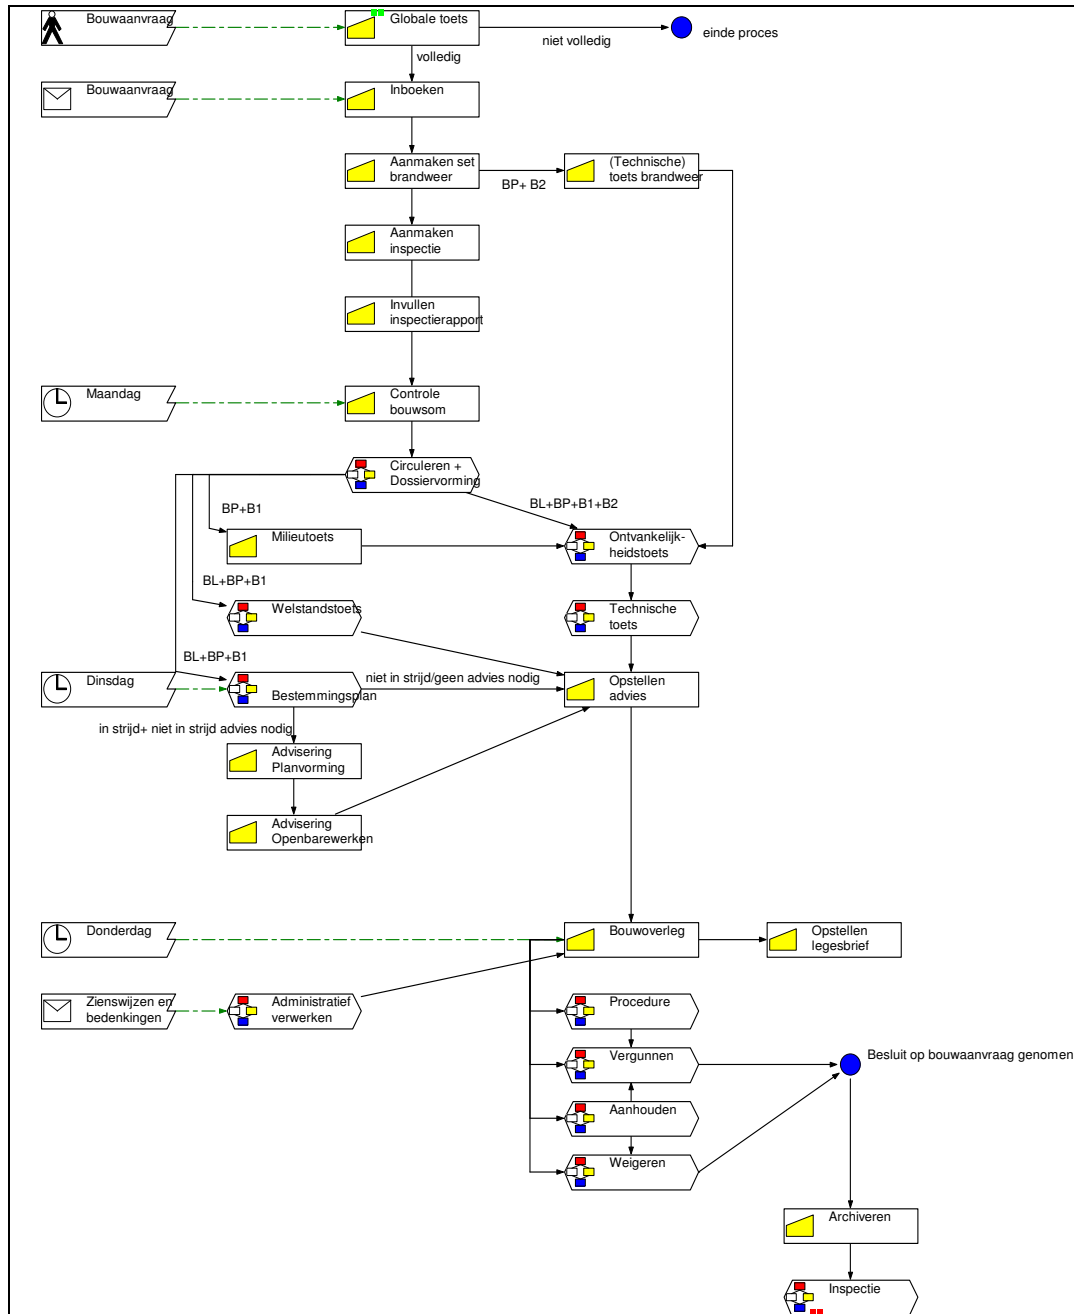 Bouwaanvraag
Globale toets
niet volledig
einde proces
volledig
Bouwaanvraag
Inboeken
Aanmaken set
brandweer
BP+ B2
(Technische)
toets brandweer
Aanmaken
inspectie
Invullen
inspectierapport
Maandag
Controle
bouwsom
Circuleren +
Dossiervorming
BP+B1
BL+BP+B1+B2
Milieutoets
Ontvankelijk-
heidstoets
BL+BP+B1
Welstandstoets
Technische
toets
BL+BP+B1
Dinsdag
Bestemmingsplan
niet in strijd/geen advies nodig
Opstellen
advies
in strijd+ niet in strijd advies nodig
Advisering
Planvorming
Advisering
Openbarewerken
Donderdag
Bouwoverleg
Opstellen
legesbrief
Zienswijzen en
bedenkingen
Administratief
verwerken
Procedure
Vergunnen
Besluit op bouwaanvraag genomen
Aanhouden
Weigeren
Archiveren
Inspectie